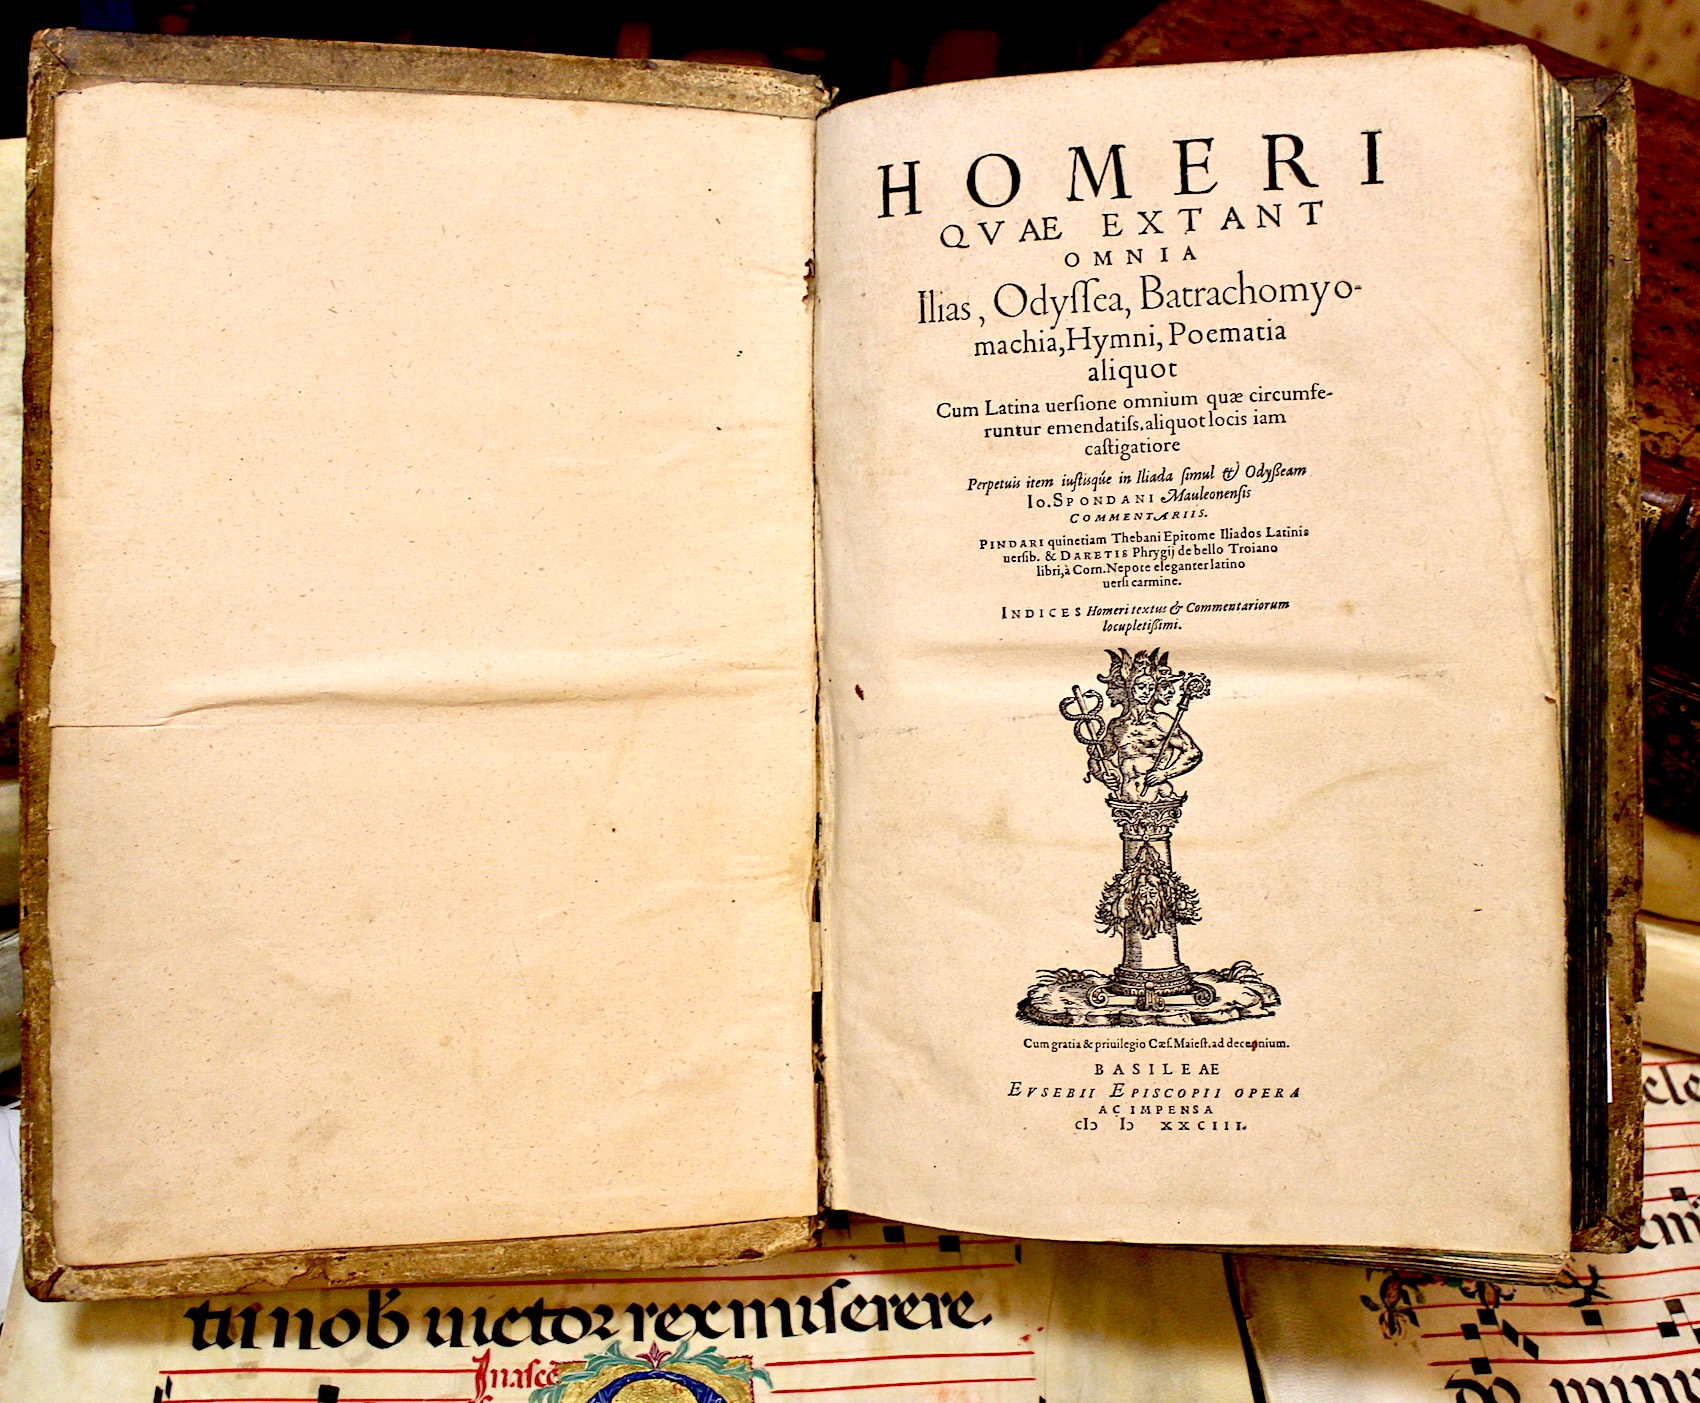 HOMERI
QVAE EXTANT
OMNIA
Ilias, Odyſſea, Batrachomyo-
machia, Hymni, Poematia
aliquot
Cum Latina uerſione omnium quæ circumfe-
runtur emendatiſs. aliquot locis iam
caſtigatiore
Perpetuis item iuſtisq́ue in Iliada ſimul & Odyßeam
Io. SPONDANI Mauleonenſis
COMMENTARIIS.
PINDARI quinetiam Thebani Epitome Iliados Latinis
uerſib. & DARETIS Phrygij de bello Troiano
libri, à Corn. Nepote eleganter latino
uerſi carmine.
INDICES Homeri textus & Commentariorum
locupletißimi.
Cum gratia & priuilegio Cæſ. Maieſt. ad decennium.
BASILEAE
EVSEBII EPISCOPII OPERA
AC IMPENSA
cIↄ Iↄ XXCIII.
tu nob uictor rex miſerere.